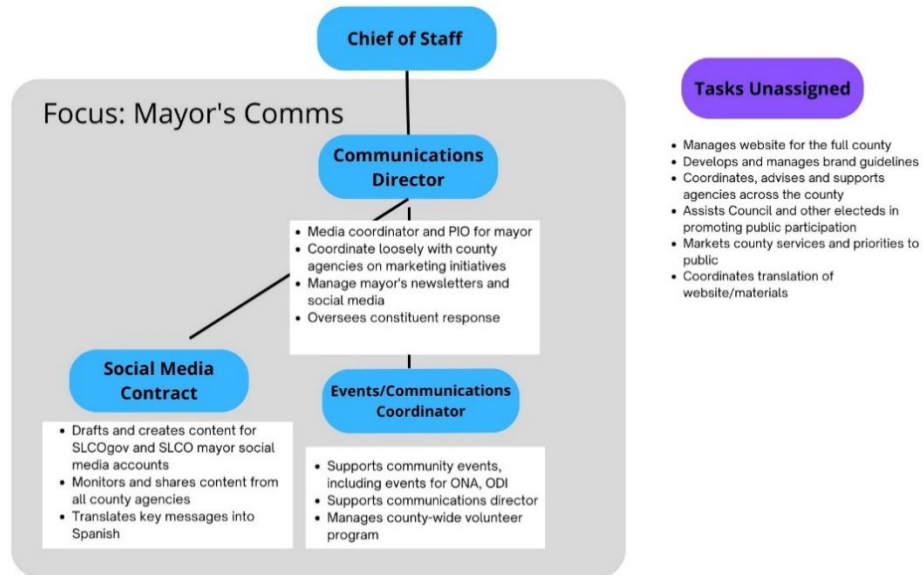 Chief of Staff
Focus: Mayor's Comms
Communications
Director
• Media coordinator and PIO for mayor
• Coordinate loosely with county
agencies on marketing initiatives
• Manage mayor's newsletters and
social media
• Oversees constituent response
Social Media
Contract
• Drafts and creates content for
SLCOgov and SLCO mayor social
media accounts
• Monitors and shares content from
all county agencies
• Translates key messages into
Spanish
Events/Communications
Coordinator
• Supports community events,
including events for ONA, ODI
• Supports communications director
• Manages county-wide volunteer
program
Tasks Unassigned
• Manages website for the full county
• Develops and manages brand guidelines
• Coordinates, advises and supports
agencies across the county
• Assists Council and other electeds in
promoting public participation
• Markets county services and priorities to
public
• Coordinates translation of
website/materials